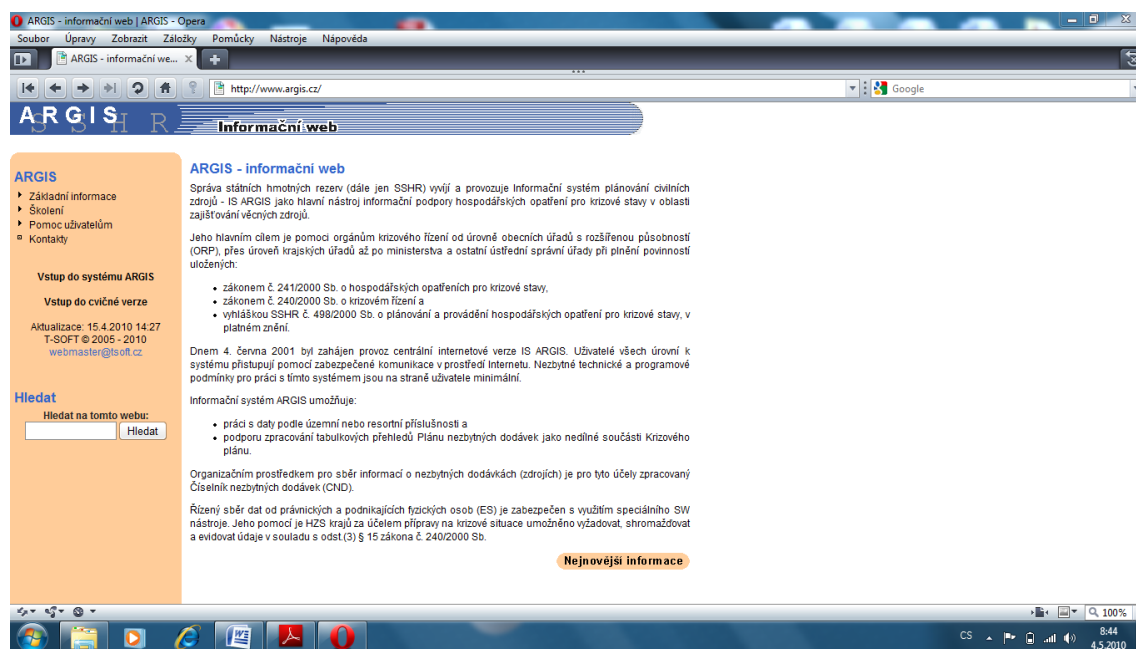 ARGIS - informační web | ARGIS - Opera
Soubor Úpravy Zobrazit Záložky Pomůcky Nástroje Nápověda
ARGIS - informační we...
http://www.argis.cz/
Google
ARGIS
SSHR
Informační web
ARGIS
Základní informace
Školení
Pomoc uživatelům
Kontakty
Vstup do systému ARGIS
Vstup do cvičné verze
Aktualizace: 15.4.2010 14:27
T-SOFT © 2005 - 2010
webmaster@tsoft.cz
Hledat
Hledat na tomto webu:
Hledat
ARGIS - informační web
Správa státních hmotných rezerv (dále jen SSHR) vyvíjí a provozuje Informační systém plánování civilních
zdrojů - IS ARGIS jako hlavní nástroj informační podpory hospodářských opatření pro krizové stavy v oblasti
zajišťování věcných zdrojů.
Jeho hlavním cílem je pomoci orgánům krizového řízení od úrovně obecních úřadů s rozšířenou působností
(ORP), přes úroveň krajských úřadů až po ministerstva a ostatní ústřední správní úřady při plnění povinností
uložených:
zákonem č. 241/2000 Sb. o hospodářských opatřeních pro krizové stavy,
zákonem č. 240/2000 Sb. o krizovém řízení a
vyhláškou SSHR č. 498/2000 Sb. o plánování a provádění hospodářských opatření pro krizové stavy, v
platném znění.
Dnem 4. června 2001 byl zahájen provoz centrální internetové verze IS ARGIS. Uživatelé všech úrovní k
systému přistupují pomocí zabezpečené komunikace v prostředí Internetu. Nezbytné technické a programové
podmínky pro práci s tímto systémem jsou na straně uživatele minimální.
Informační systém ARGIS umožňuje:
práci s daty podle územní nebo resortní příslušnosti a
podporu zpracování tabulkových přehledů Plánu nezbytných dodávek jako nedílné součásti Krizového
plánu.
Organizačním prostředkem pro sběr informací o nezbytných dodávkách (zdrojích) je pro tyto účely zpracovaný
Číselník nezbytných dodávek (CND).
Řízený sběr dat od právnických a podnikajících fyzických osob (ES) je zabezpečen s využitím speciálního SW
nástroje. Jeho pomocí je HZS krajů za účelem přípravy na krizové situace umožněno vyžadovat, shromažďovat
a evidovat údaje v souladu s odst.(3) § 15 zákona č. 240/2000 Sb.
Nejnovější informace
100%
CS
8:44
4.5.2010